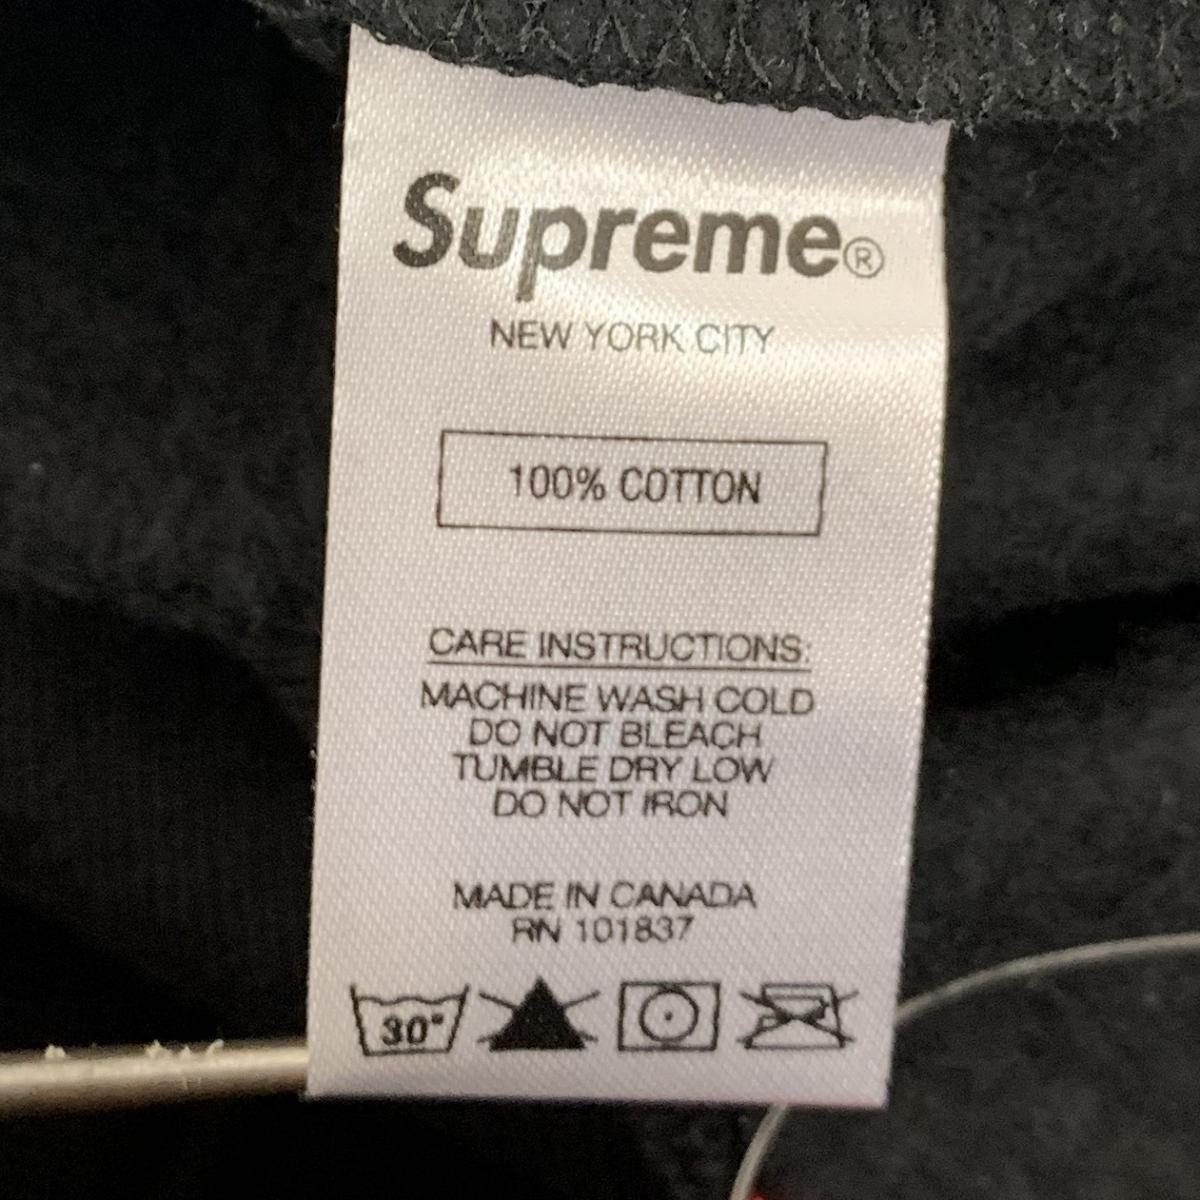 Supreme®
NEW YORK CITY
100% COTTON
CARE INSTRUCTIONS:
MACHINE WASH COLD
DO NOT BLEACH
TUMBLE DRY LOW
DO NOT IRON
MADE IN CANADA
RN 101837
30°